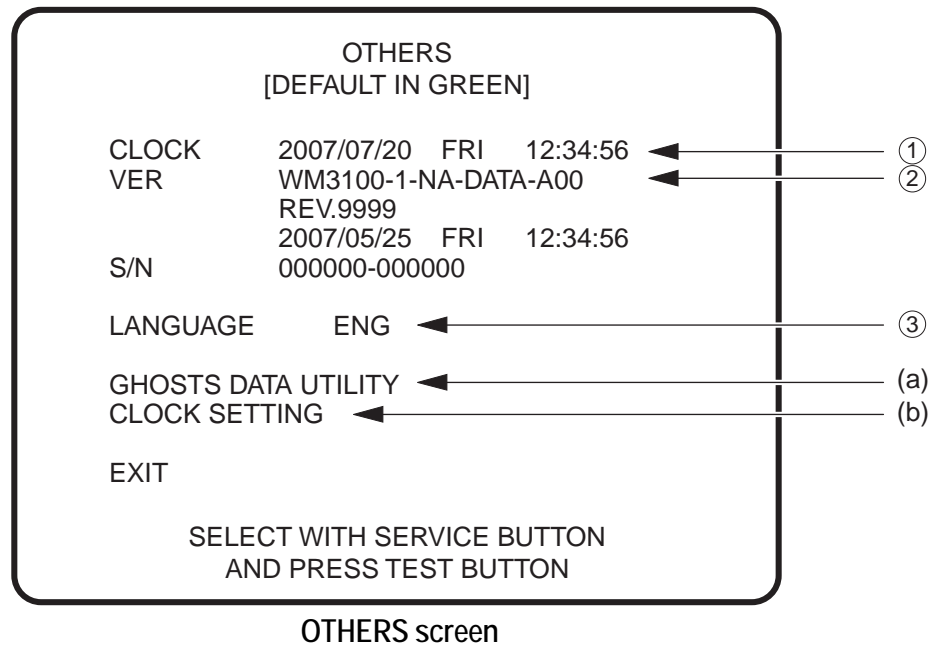 OTHERS
[DEFAULT IN GREEN]
CLOCK 2007/07/20 FRI 12:34:56 ①
VER WM3100-1-NA-DATA-A00 ②
REV.9999
2007/05/25 FRI 12:34:56
S/N 000000-000000
LANGUAGE ENG ③
GHOSTS DATA UTILITY (a)
CLOCK SETTING (b)
EXIT
SELECT WITH SERVICE BUTTON
AND PRESS TEST BUTTON
OTHERS screen